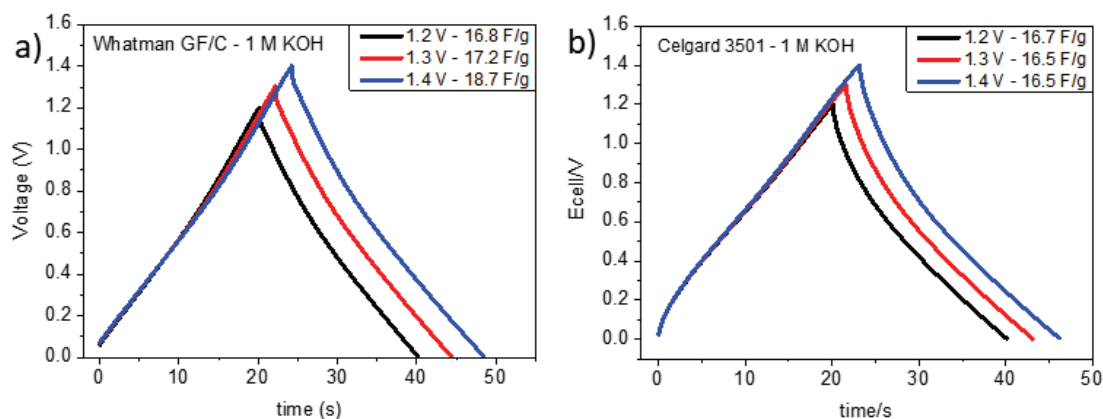 a)
Whatman GF/C - 1 M KOH
1.2 V - 16.8 F/g
1.3 V - 17.2 F/g
1.4 V - 18.7 F/g
Voltage (V)
1.6
1.4
1.2
1.0
0.8
0.6
0.4
0.2
0.0
0 10 20 30 40 50
time (s)
b)
Celgard 3501 - 1 M KOH
1.2 V - 16.7 F/g
1.3 V - 16.5 F/g
1.4 V - 16.5 F/g
Ecell/V
1.6
1.4
1.2
1.0
0.8
0.6
0.4
0.2
0.0
0 10 20 30 40 50
time/s